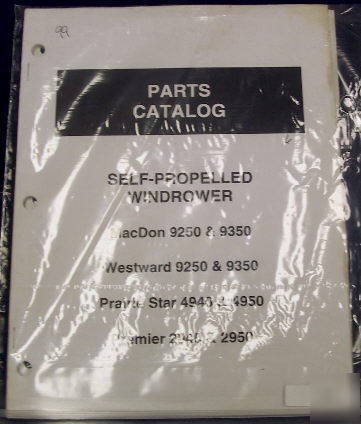 99
PARTS
CATALOG
SELF-PROPELLED
WINDROWER
MacDon 9250 & 9350
Westward 9250 & 9350
Prairie Star 4940 & 4950
Premier 2940 & 2950